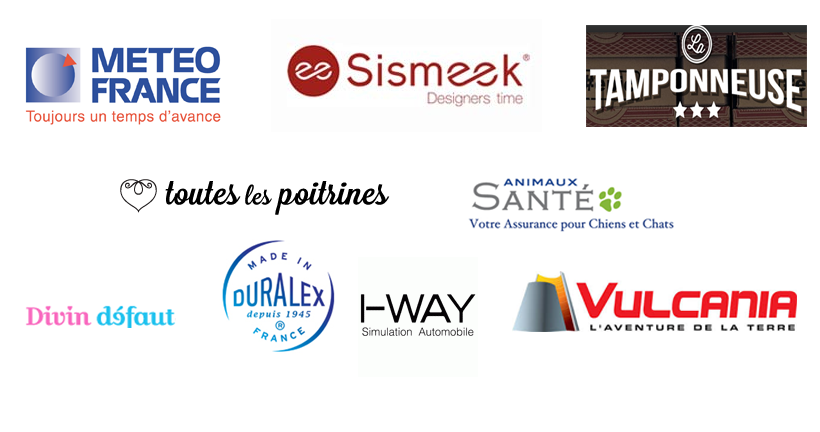 METEO
FRANCE
Toujours un temps d'avance
Sismeek®
Designers time
La
TAMPONNEUSE
toutes les poitrines
ANIMAUX
SANTÉ
Votre Assurance pour Chiens et Chats
Divin défaut
MADE IN
DURALEX
depuis 1945
®
FRANCE
I-WAY
Simulation Automobile
VULCANIA
L'AVENTURE DE LA TERRE